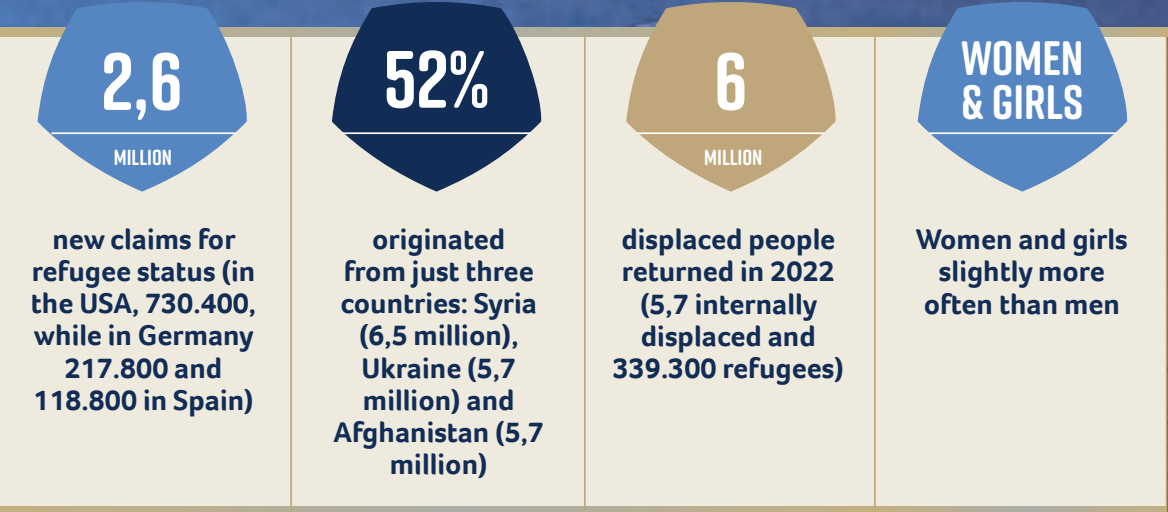 2,6
MILLION
new claims for
refugee status (in
the USA, 730.400,
while in Germany
217.800 and
118.800 in Spain)
52%
originated
from just three
countries: Syria
(6,5 million),
Ukraine (5,7
million) and
Afghanistan (5,7
million)
6
MILLION
displaced people
returned in 2022
(5,7 internally
displaced and
339.300 refugees)
WOMEN
& GIRLS
Women and girls
slightly more
often than men